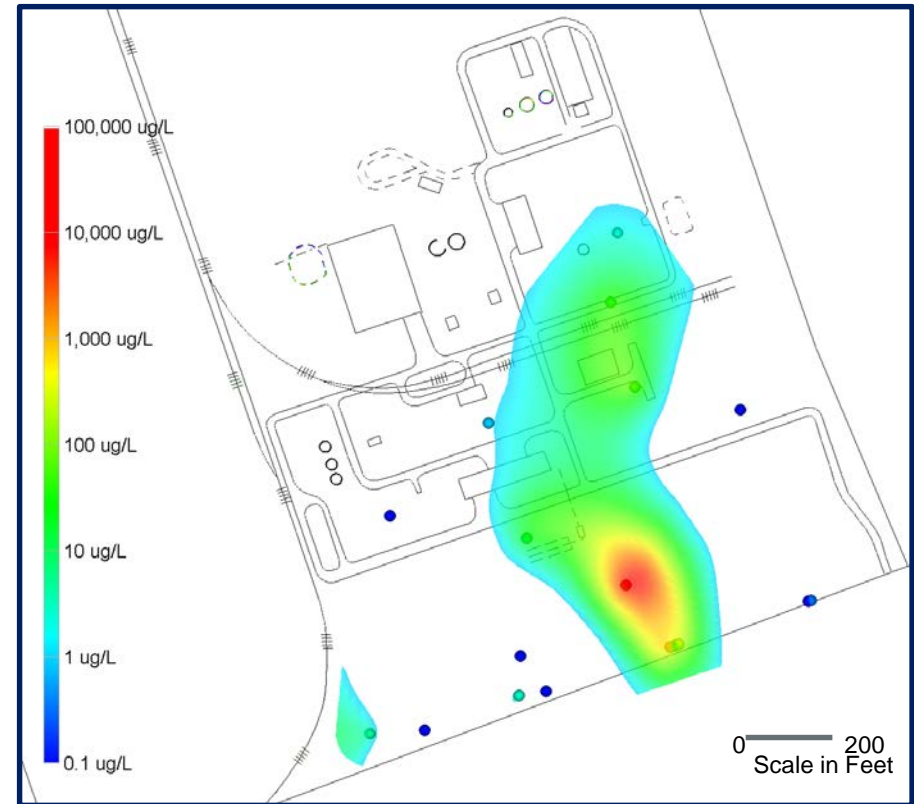 100,000 ug/L
10,000 ug/L
1,000 ug/L
100 ug/L
10 ug/L
1 ug/L
0.1 ug/L
0 200
Scale in Feet